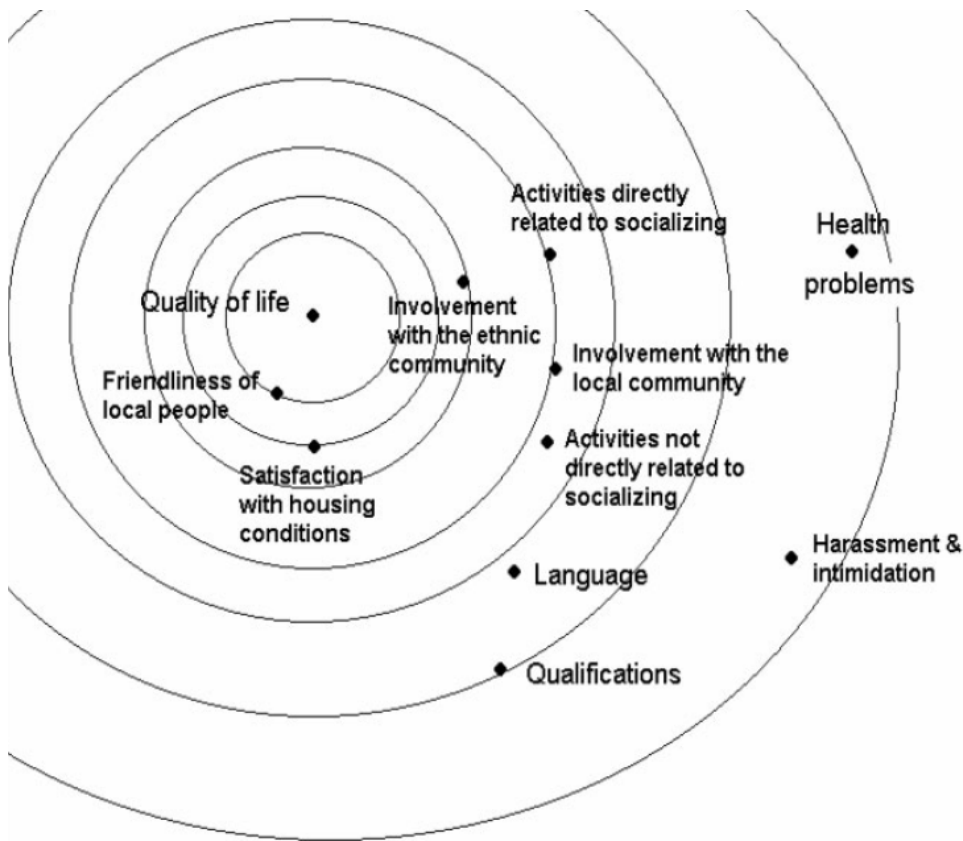 Activities directly
related to socializing
Health
problems
Quality of life
Involvement
with the ethnic
community
Involvement with the
local community
Friendliness of
local people
Activities not
directly related to
socializing
Satisfaction
with housing
conditions
Harassment &
intimidation
Language
Qualifications